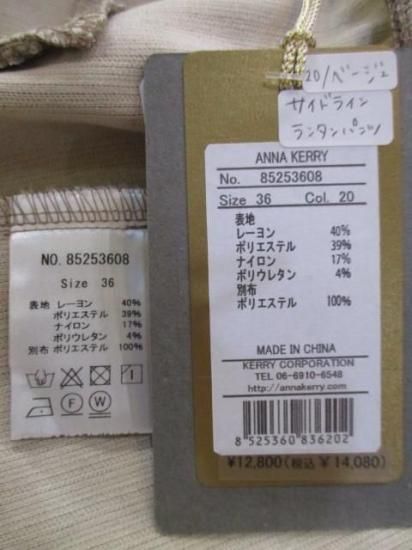 NO. 85253608
Size 36
表地 レーヨン 40%
ポリエステル 39%
ナイロン 17%
ポリウレタン 4%
別布 ポリエステル 100%
F
W
20/ベージュ
サイドライン
ランタンパンツ
ANNA KERRY
No. 85253608
Size 36 Col. 20
表地
レーヨン 40%
ポリエステル 39%
ナイロン 17%
ポリウレタン 4%
別布
ポリエステル 100%
MADE IN CHINA
KERRY CORPORATION
TEL 06-6910-6548
http://annakerry.com
8 525360 836202
¥12,800(税込 ¥14,080)